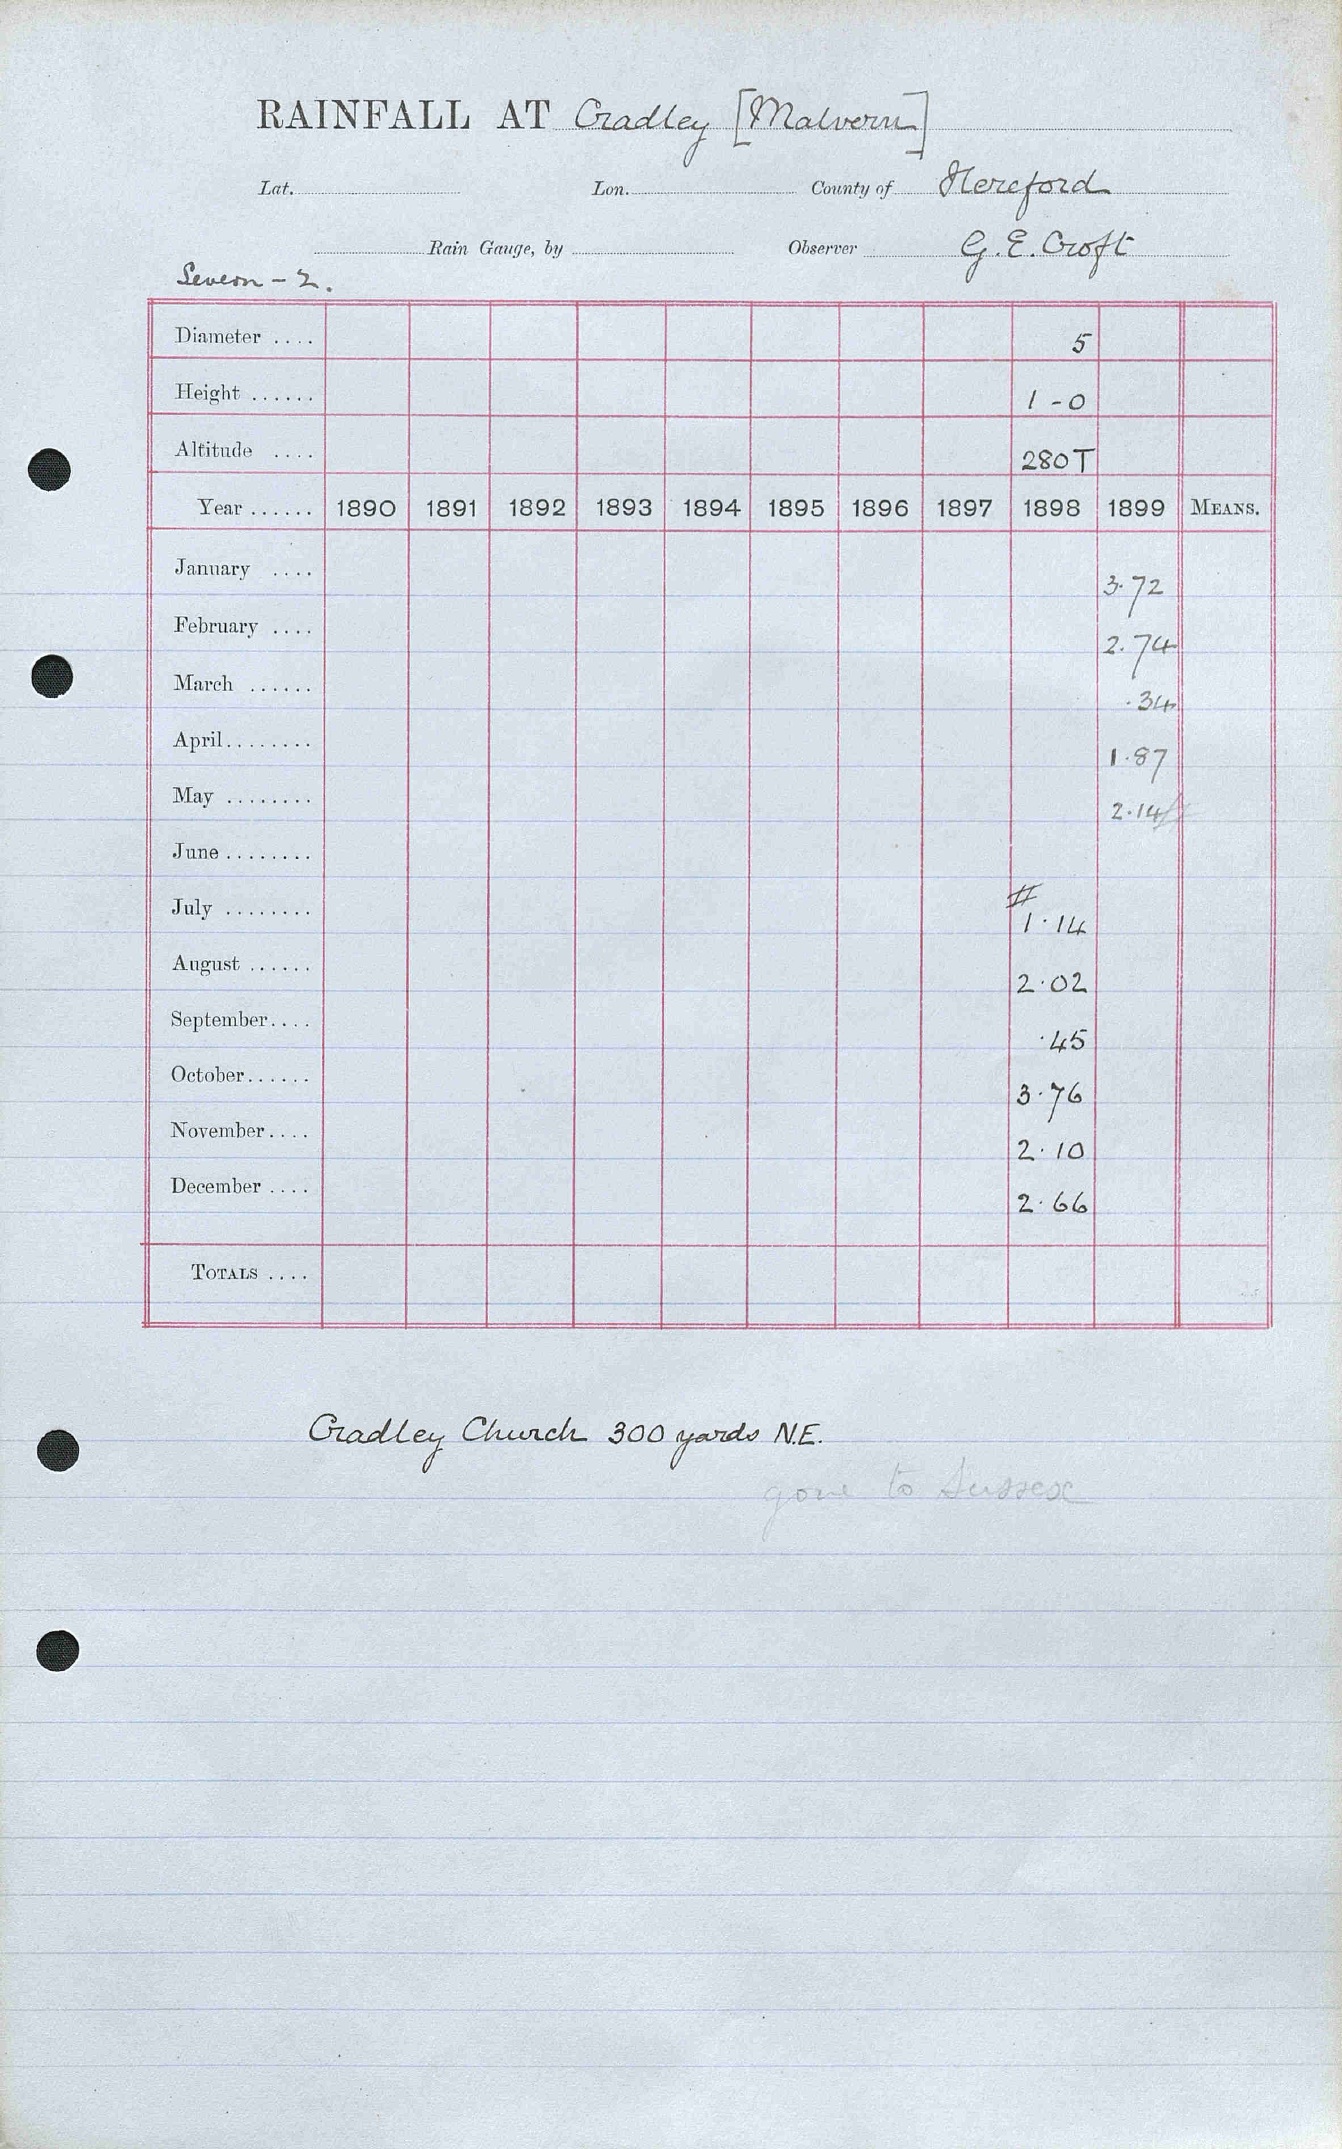 RAINFALL AT Cradley [Malvern]
Lat. Lon. County of Hereford
Rain Gauge, by Observer G. E. Croft
Severn - 2.
Diameter .... 5
Height ...... 1 - 0
Altitude .... 280T
Year ...... 1890 1891 1892 1893 1894 1895 1896 1897 1898 1899 MEANS.
January .... 3.72
February .... 2.74
March ...... .34
April........ 1.87
May ........ 2.14
June ........
#
July ........ 1.14
August ...... 2.02
September.... .45
October...... 3.76
November.... 2.10
December .... 2.66
TOTALS ....
Cradley Church 300 yards N.E.
gone to Sussex